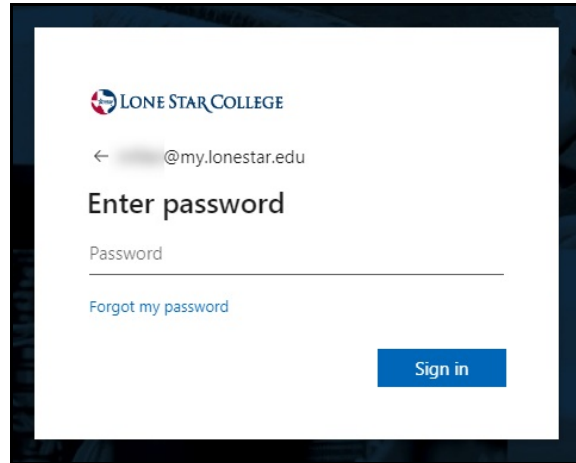 LONE STAR COLLEGE
← @my.lonestar.edu
Enter password
Password
Forgot my password
Sign in